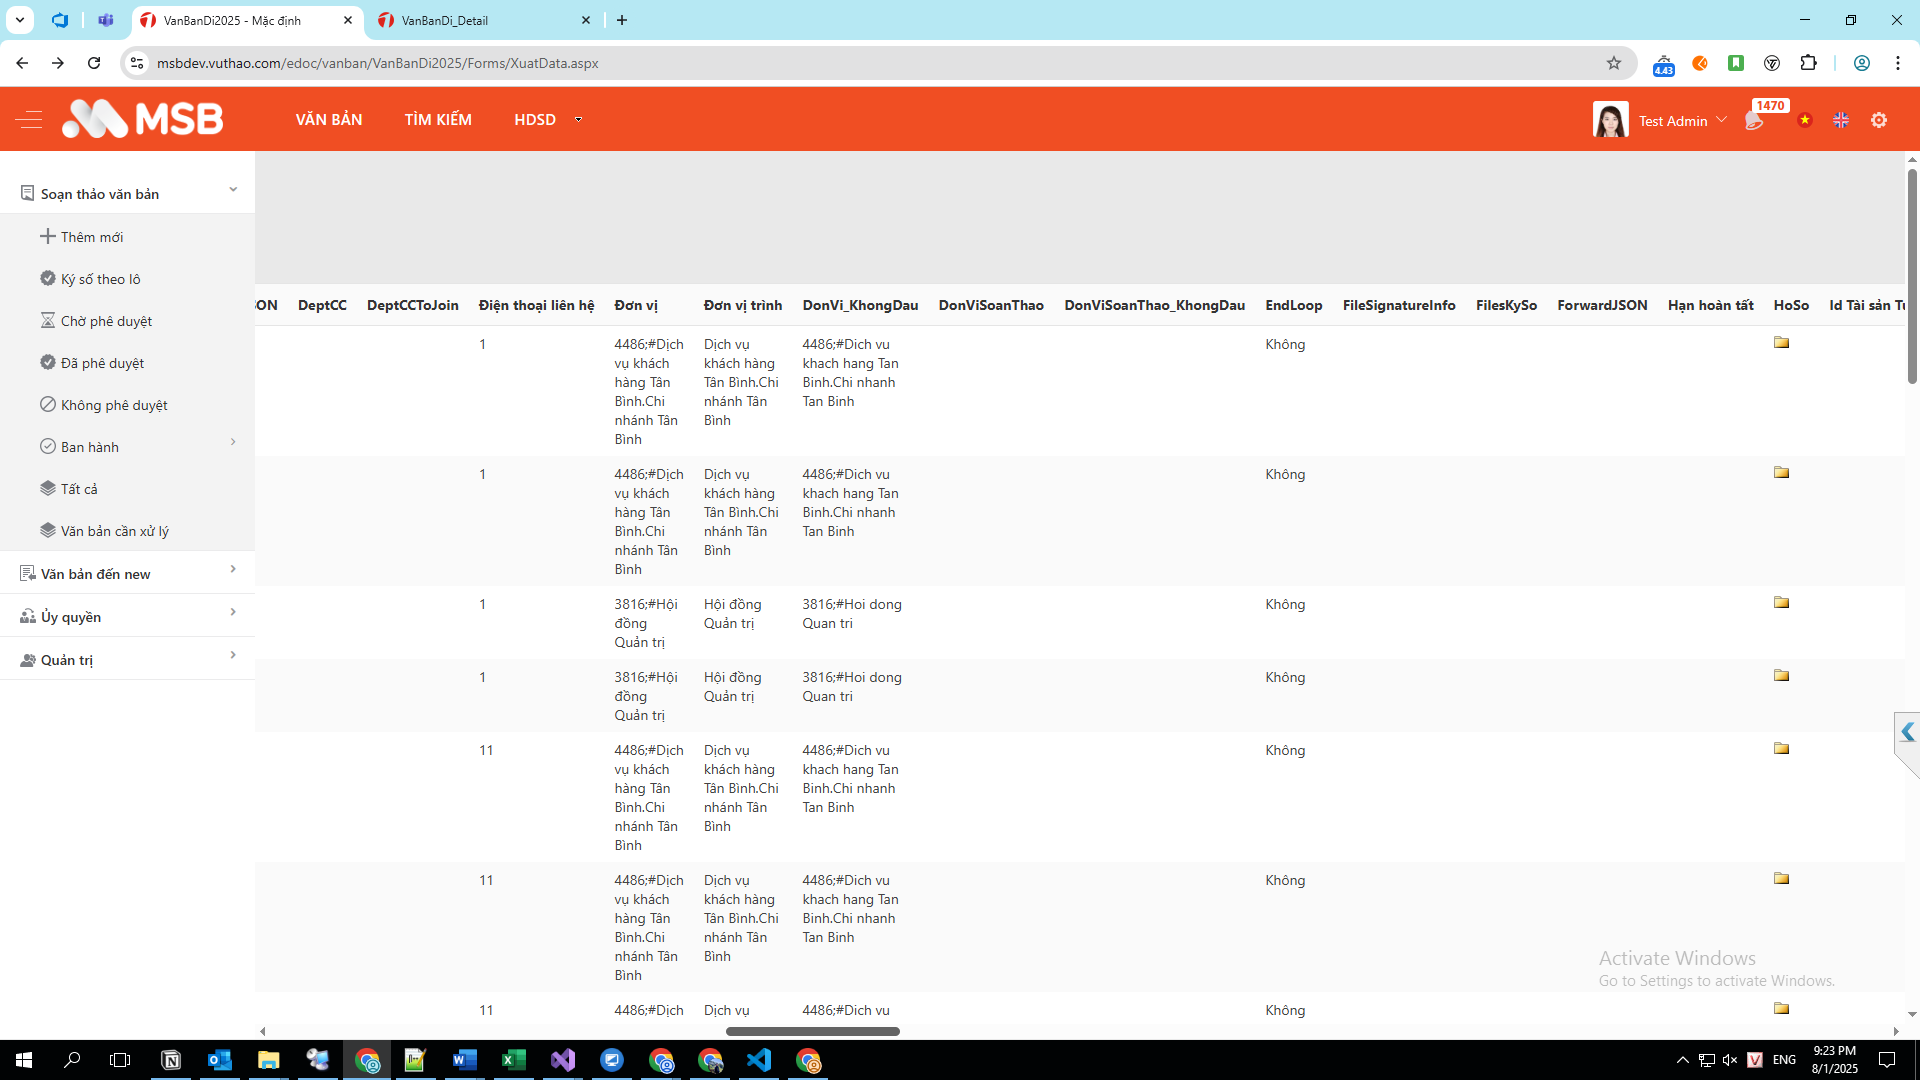 VanBanDi2025 - Mặc định
VanBanDi_Detail
msbdev.vuthao.com/edoc/vanban/VanBanDi2025/Forms/XuatData.aspx
4.43
MSB
VĂN BẢN
TÌM KIẾM
HDSD
Test Admin
1470
Soạn thảo văn bản
Thêm mới
Ký số theo lô
Chờ phê duyệt
Đã phê duyệt
Không phê duyệt
Ban hành
Tất cả
Văn bản cần xử lý
Văn bản đến new
Ủy quyền
Quản trị
SON DeptCC DeptCCToJoin Điện thoại liên hệ Đơn vị Đơn vị trình DonVi_KhongDau DonViSoanThao DonViSoanThao_KhongDau EndLoop FileSignatureInfo FilesKySo ForwardJSON Hạn hoàn tất HoSo Id Tài sản Tư
1
4486;#Dịch
vụ khách
hàng Tân
Bình.Chi
nhánh Tân
Bình
Dịch vụ
khách hàng
Tân Bình.Chi
nhánh Tân
Bình
4486;#Dich vu
khach hang Tan
Binh.Chi nhanh
Tan Binh
Không
1
4486;#Dịch
vụ khách
hàng Tân
Bình.Chi
nhánh Tân
Bình
Dịch vụ
khách hàng
Tân Bình.Chi
nhánh Tân
Bình
4486;#Dich vu
khach hang Tan
Binh.Chi nhanh
Tan Binh
Không
1
3816;#Hội
đồng
Quản trị
Hội đồng
Quản trị
3816;#Hoi dong
Quan tri
Không
1
3816;#Hội
đồng
Quản trị
Hội đồng
Quản trị
3816;#Hoi dong
Quan tri
Không
11
4486;#Dịch
vụ khách
hàng Tân
Bình.Chi
nhánh Tân
Bình
Dịch vụ
khách hàng
Tân Bình.Chi
nhánh Tân
Bình
4486;#Dich vu
khach hang Tan
Binh.Chi nhanh
Tan Binh
Không
11
4486;#Dịch
vụ khách
hàng Tân
Bình.Chi
nhánh Tân
Bình
Dịch vụ
khách hàng
Tân Bình.Chi
nhánh Tân
Bình
4486;#Dich vu
khach hang Tan
Binh.Chi nhanh
Tan Binh
Không
11
4486;#Dịch
Dịch vụ
4486;#Dich vu
Không
Activate Windows
Go to Settings to activate Windows.
ENG
9:23 PM
8/1/2025